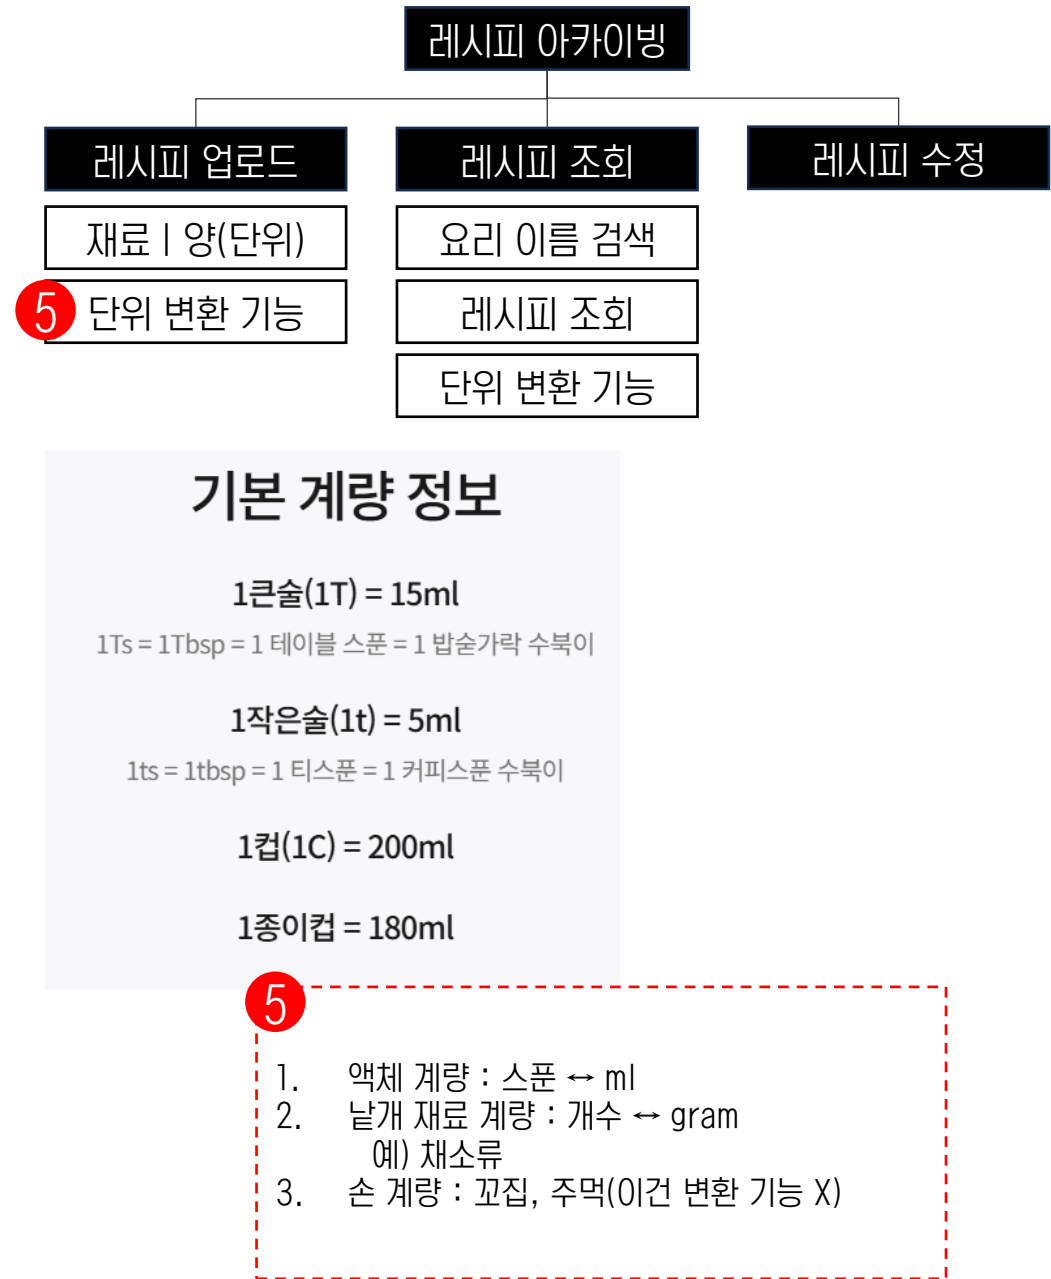 레시피 아카이빙
레시피 업로드
재료 | 양(단위)
5 단위 변환 기능
레시피 조회
요리 이름 검색
레시피 조회
단위 변환 기능
레시피 수정
기본 계량 정보
1큰술(1T) = 15ml
1Ts = 1Tbsp = 1 테이블 스푼 = 1 밥숟가락 수북이
1작은술(1t) = 5ml
1ts = 1tbsp = 1 티스푼 = 1 커피스푼 수북이
1컵(1C) = 200ml
1종이컵 = 180ml
5
1. 액체 계량 : 스푼 ↔ ml
2. 낱개 재료 계량 : 개수 ↔ gram
예) 채소류
3. 손 계량 : 꼬집, 주먹(이건 변환 기능 X)